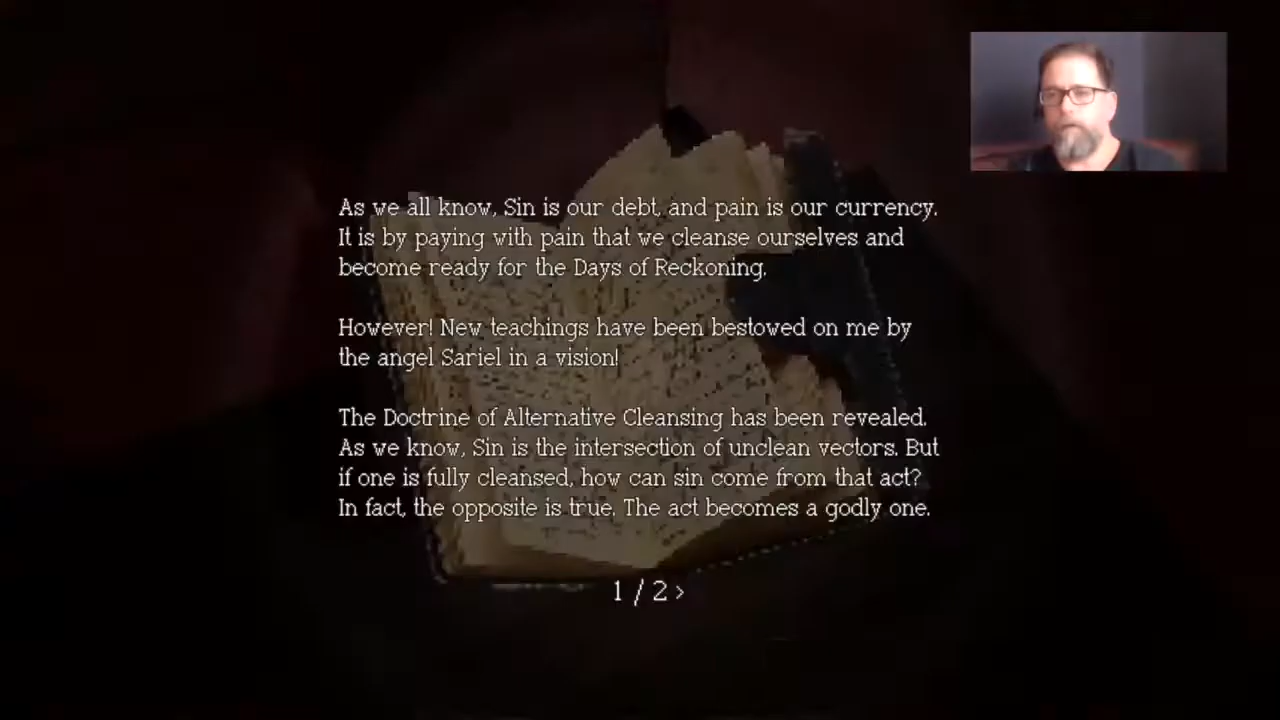 As we all know, Sin is our debt, and pain is our currency.
It is by paying with pain that we cleanse ourselves and
become ready for the Days of Reckoning.
However! New teachings have been bestowed on me by
the angel Sariel in a vision!
The Doctrine of Alternative Cleansing has been revealed.
As we know, Sin is the intersection of unclean vectors. But
if one is fully cleansed, how can sin come from that act?
In fact, the opposite is true. The act becomes a godly one.
1 / 2 >